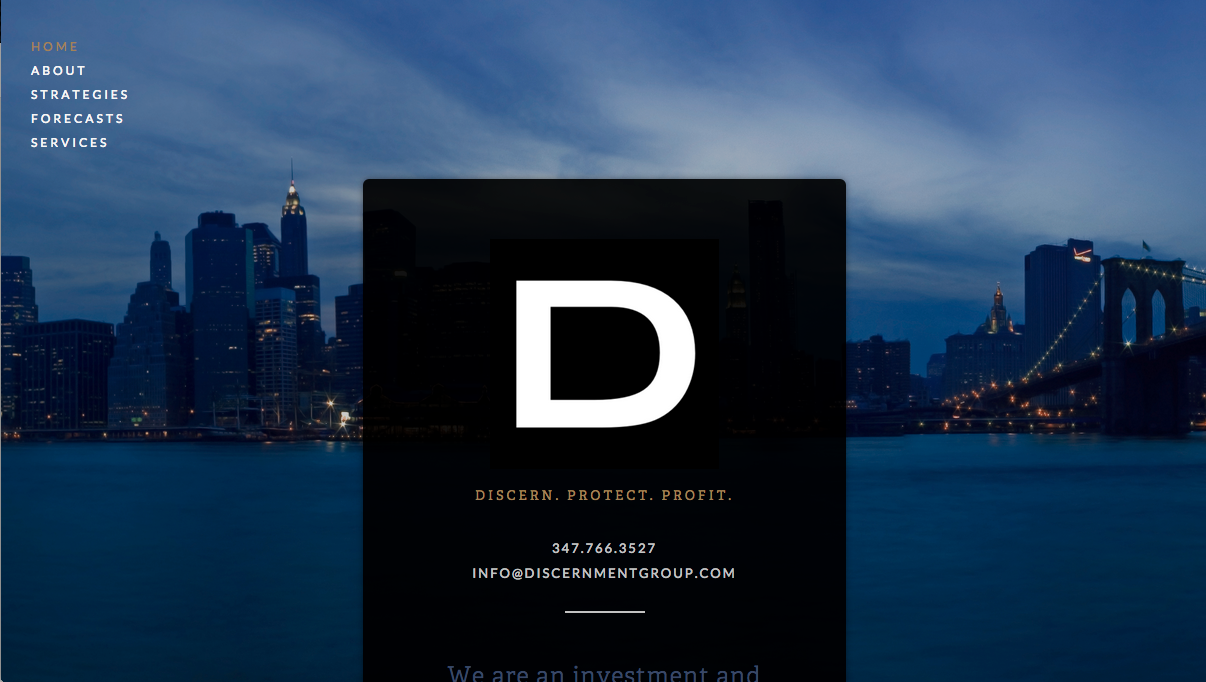 HOME
ABOUT
STRATEGIES
FORECASTS
SERVICES
D
DISCERN. PROTECT. PROFIT.
347.766.3527
INFO@DISCERNMENTGROUP.COM
We are an investment and